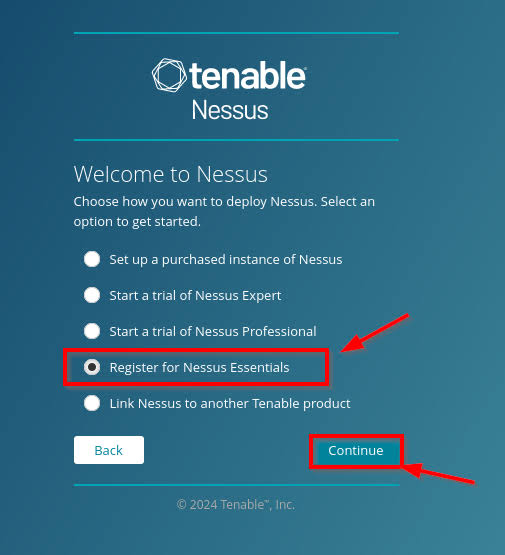 tenable
Nessus
Welcome to Nessus
Choose how you want to deploy Nessus. Select an
option to get started.
Set up a purchased instance of Nessus
Start a trial of Nessus Expert
Start a trial of Nessus Professional
Register for Nessus Essentials
Link Nessus to another Tenable product
Back
Continue
© 2024 Tenable™, Inc.